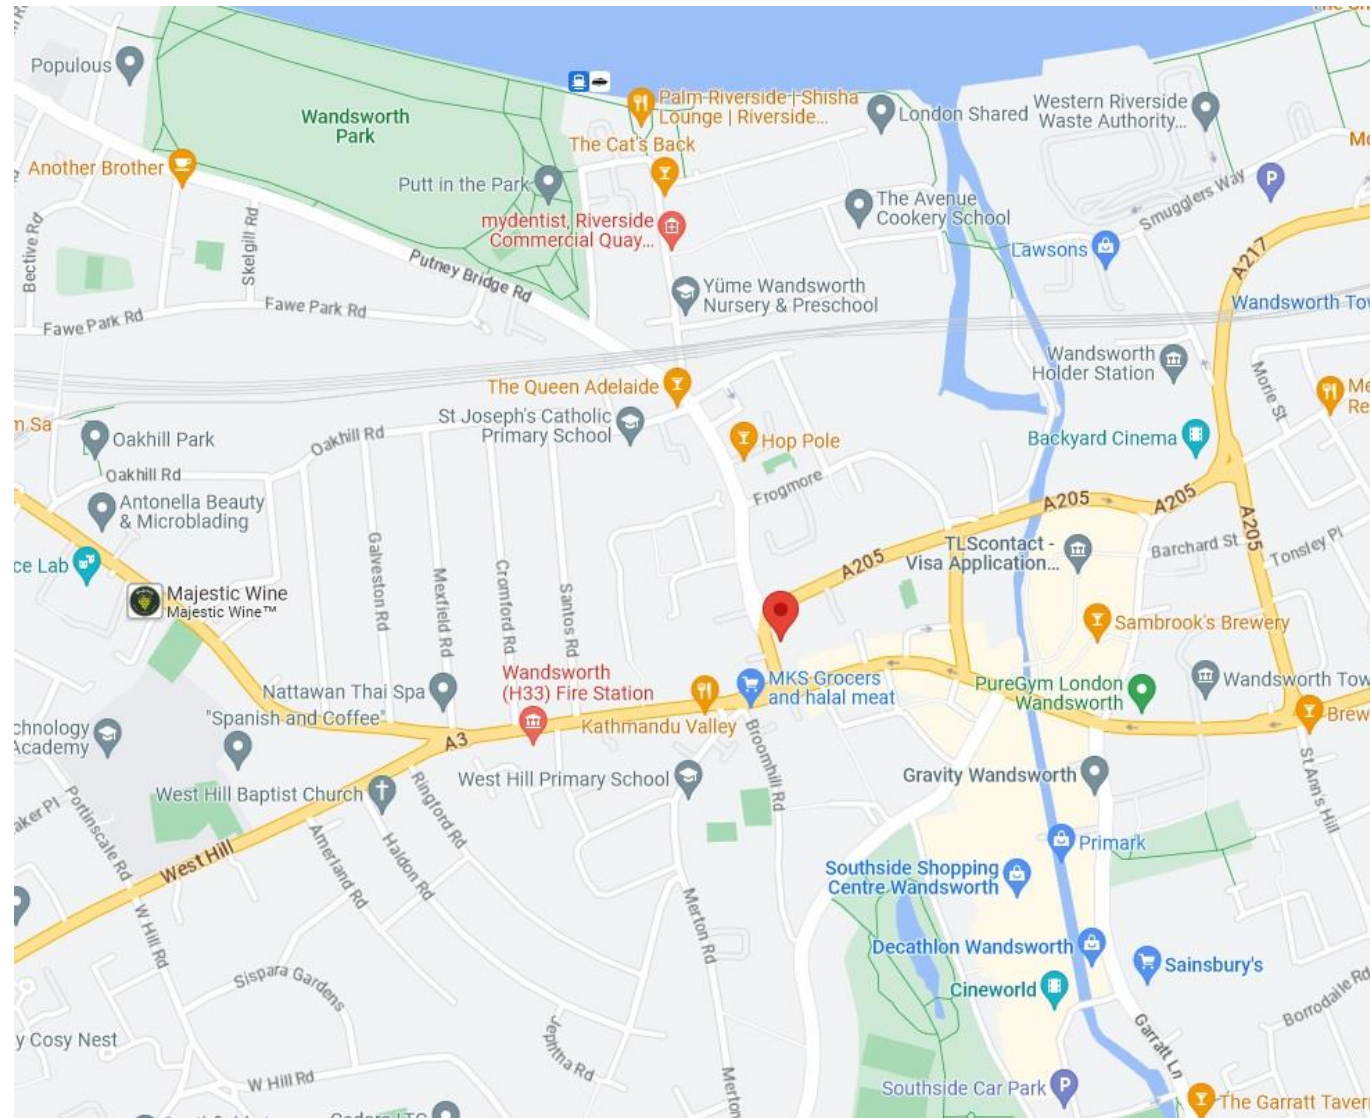 Populous
Wandsworth
Park
Palm Riverside | Shisha
Lounge | Riverside...
The Cat's Back
London Shared
Western Riverside
Waste Authority...
Another Brother
Putt in the Park
Smugglers Way
P
The Avenue
Cookery School
mydentist, Riverside
Commercial Quay...
Bective Rd
Skelgill Rd
Putney Bridge Rd
Lawsons
A217
Yüme Wandsworth
Nursery & Preschool
Fawe Park Rd
Fawe Park Rd
Wandsworth Tow
Wandsworth
Holder Station
Morie St
The Queen Adelaide
Me
Re
St Joseph's Catholic
Primary School
Oakhill Park
Oakhill Rd
Hop Pole
Backyard Cinema
Oakhill Rd
Frogmore
A205
A205
A205
Antonella Beauty
& Microblading
Galveston Rd
Mexfield Rd
Cromford Rd
Santos Rd
A205
TLScontact -
Visa Application...
Barchard St
Tonsley Pl
ce Lab
Majestic Wine
Majestic Wine™
Sambrook's Brewery
Wandsworth
(H33) Fire Station
MKS Grocers
and halal meat
PureGym London
Wandsworth
Wandsworth Tow
Nattawan Thai Spa
"Spanish and Coffee"
Kathmandu Valley
Brew
chnology
Academy
A3
Broomhill Rd
St Ann's Hill
West Hill Primary School
Gravity Wandsworth
West Hill Baptist Church
Ringford Rd
Portinscale Rd
aker Pl
Amerland Rd
Haldon Rd
West Hill
Primark
Southside Shopping
Centre Wandsworth
W Hill Rd
Merton Rd
Decathlon Wandsworth
Sainsbury's
Sispara Gardens
Cineworld
Borrodaile Rd
y Cosy Nest
Jephtha Rd
Garratt Ln
W Hill Rd
Merton
Southside Car Park
P
The Garratt Taver